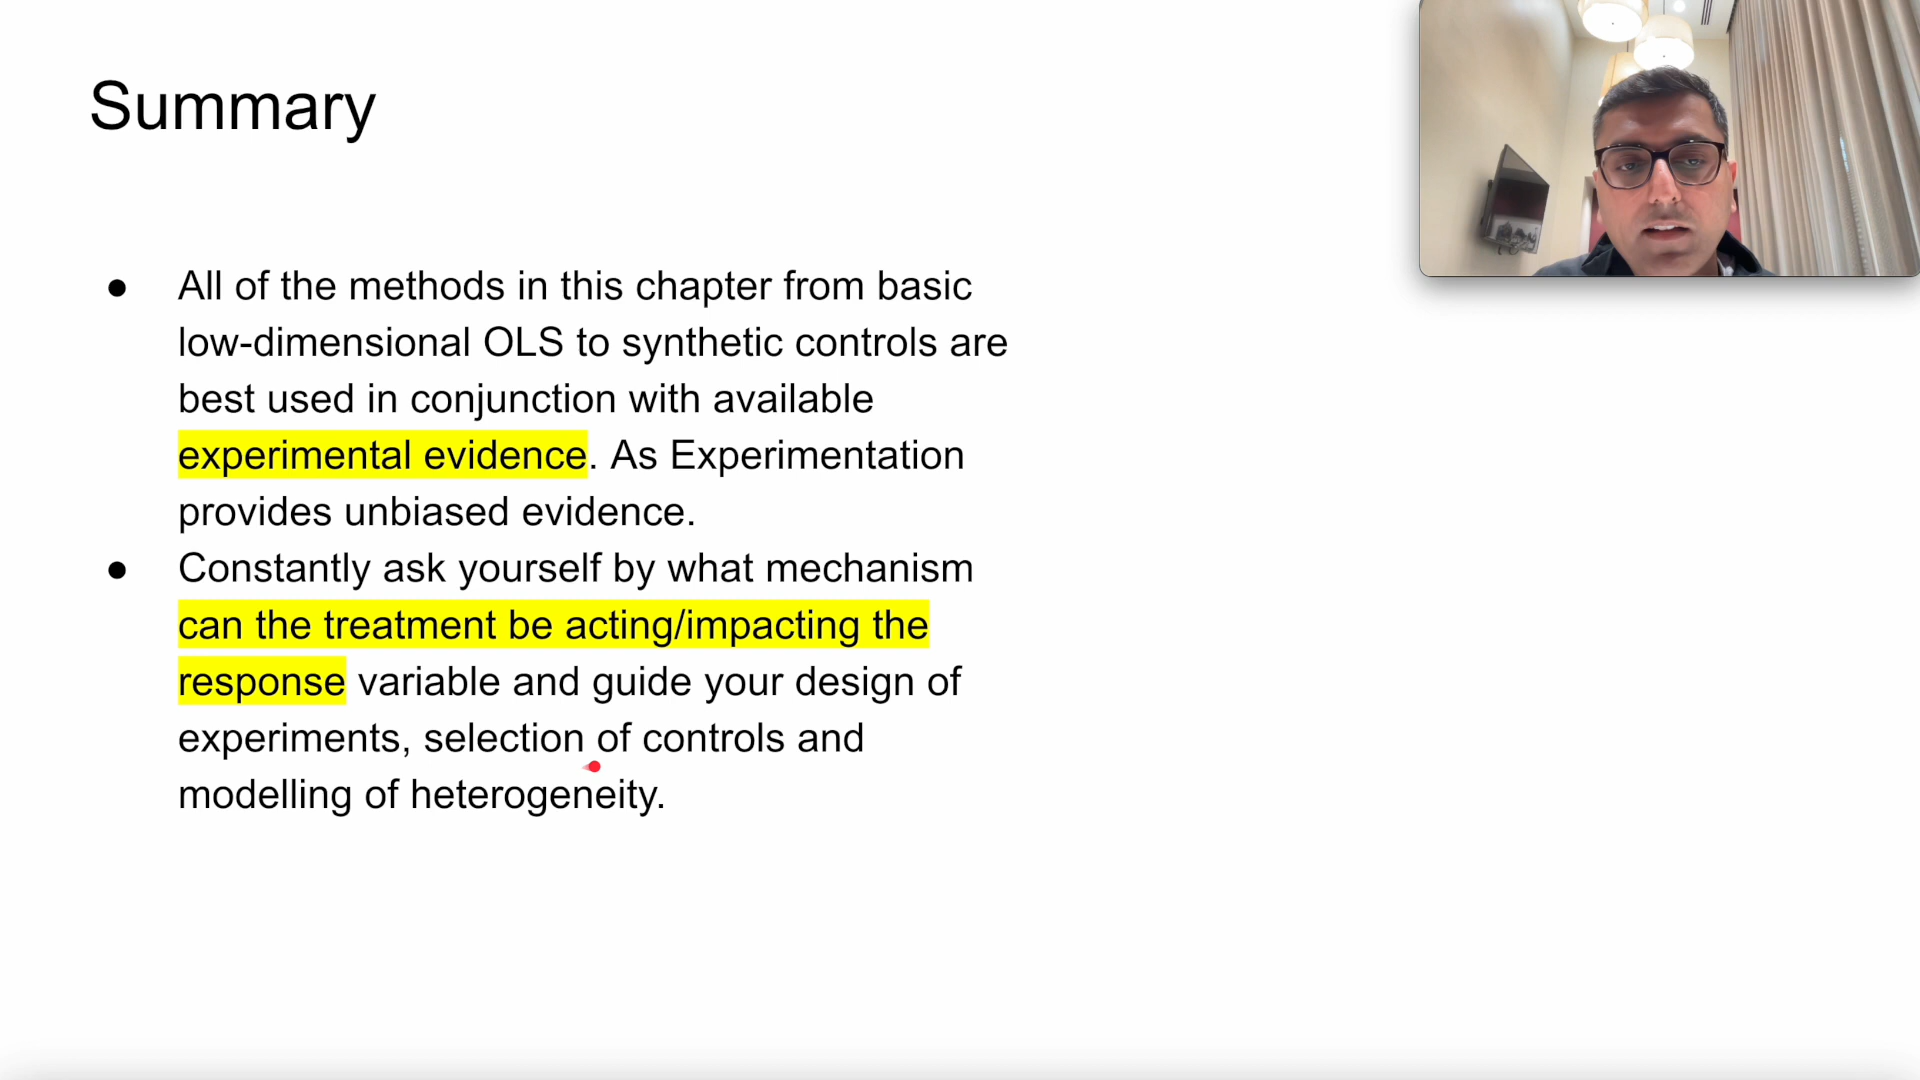 Summary
● All of the methods in this chapter from basic
low-dimensional OLS to synthetic controls are
best used in conjunction with available
experimental evidence. As Experimentation
provides unbiased evidence.
● Constantly ask yourself by what mechanism
can the treatment be acting/impacting the
response variable and guide your design of
experiments, selection of controls and
modelling of heterogeneity.